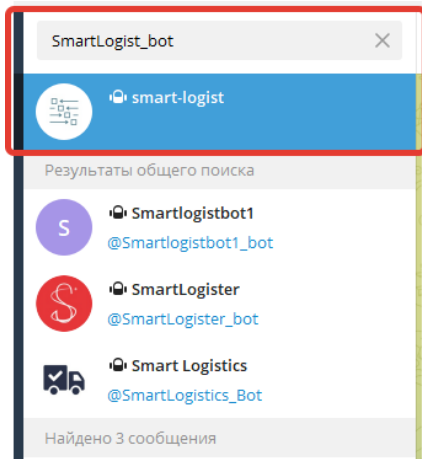 SmartLogist_bot
smart-logist
Результаты общего поиска
S
Smartlogistbot1
@Smartlogistbot1_bot
S
SmartLogister
@SmartLogister_bot
Smart Logistics
@SmartLogistics_Bot
Найдено 3 сообщения